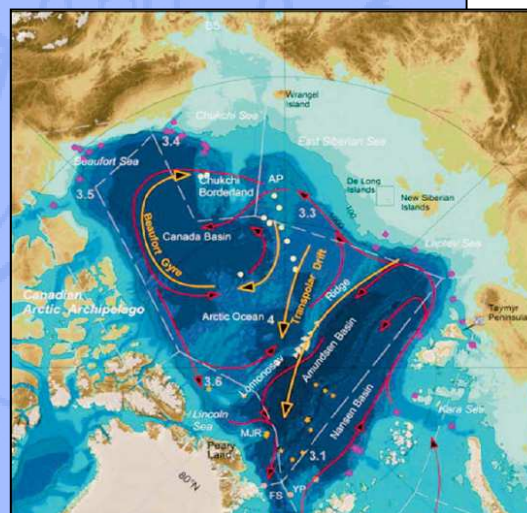 Chukchi Sea
Wrangel
Island
East Siberian Sea
3.4
Beaufort Sea
3.5
Chukchi
Borderland
AP
De Long
Islands
New Siberian
Islands
3.3
Beaufort Gyre
Canada Basin
Laptev Sea
Transpolar Drift
Ridge
Canadian
Arctic Archipelago
Taymyr
Peninsula
Arctic Ocean 4
Amundsen Basin
Lomonosov
Nansen Basin
3.6
Kara Sea
Lincoln
Sea
MJR
Peary
Land
3.1
80°N
FS
YP